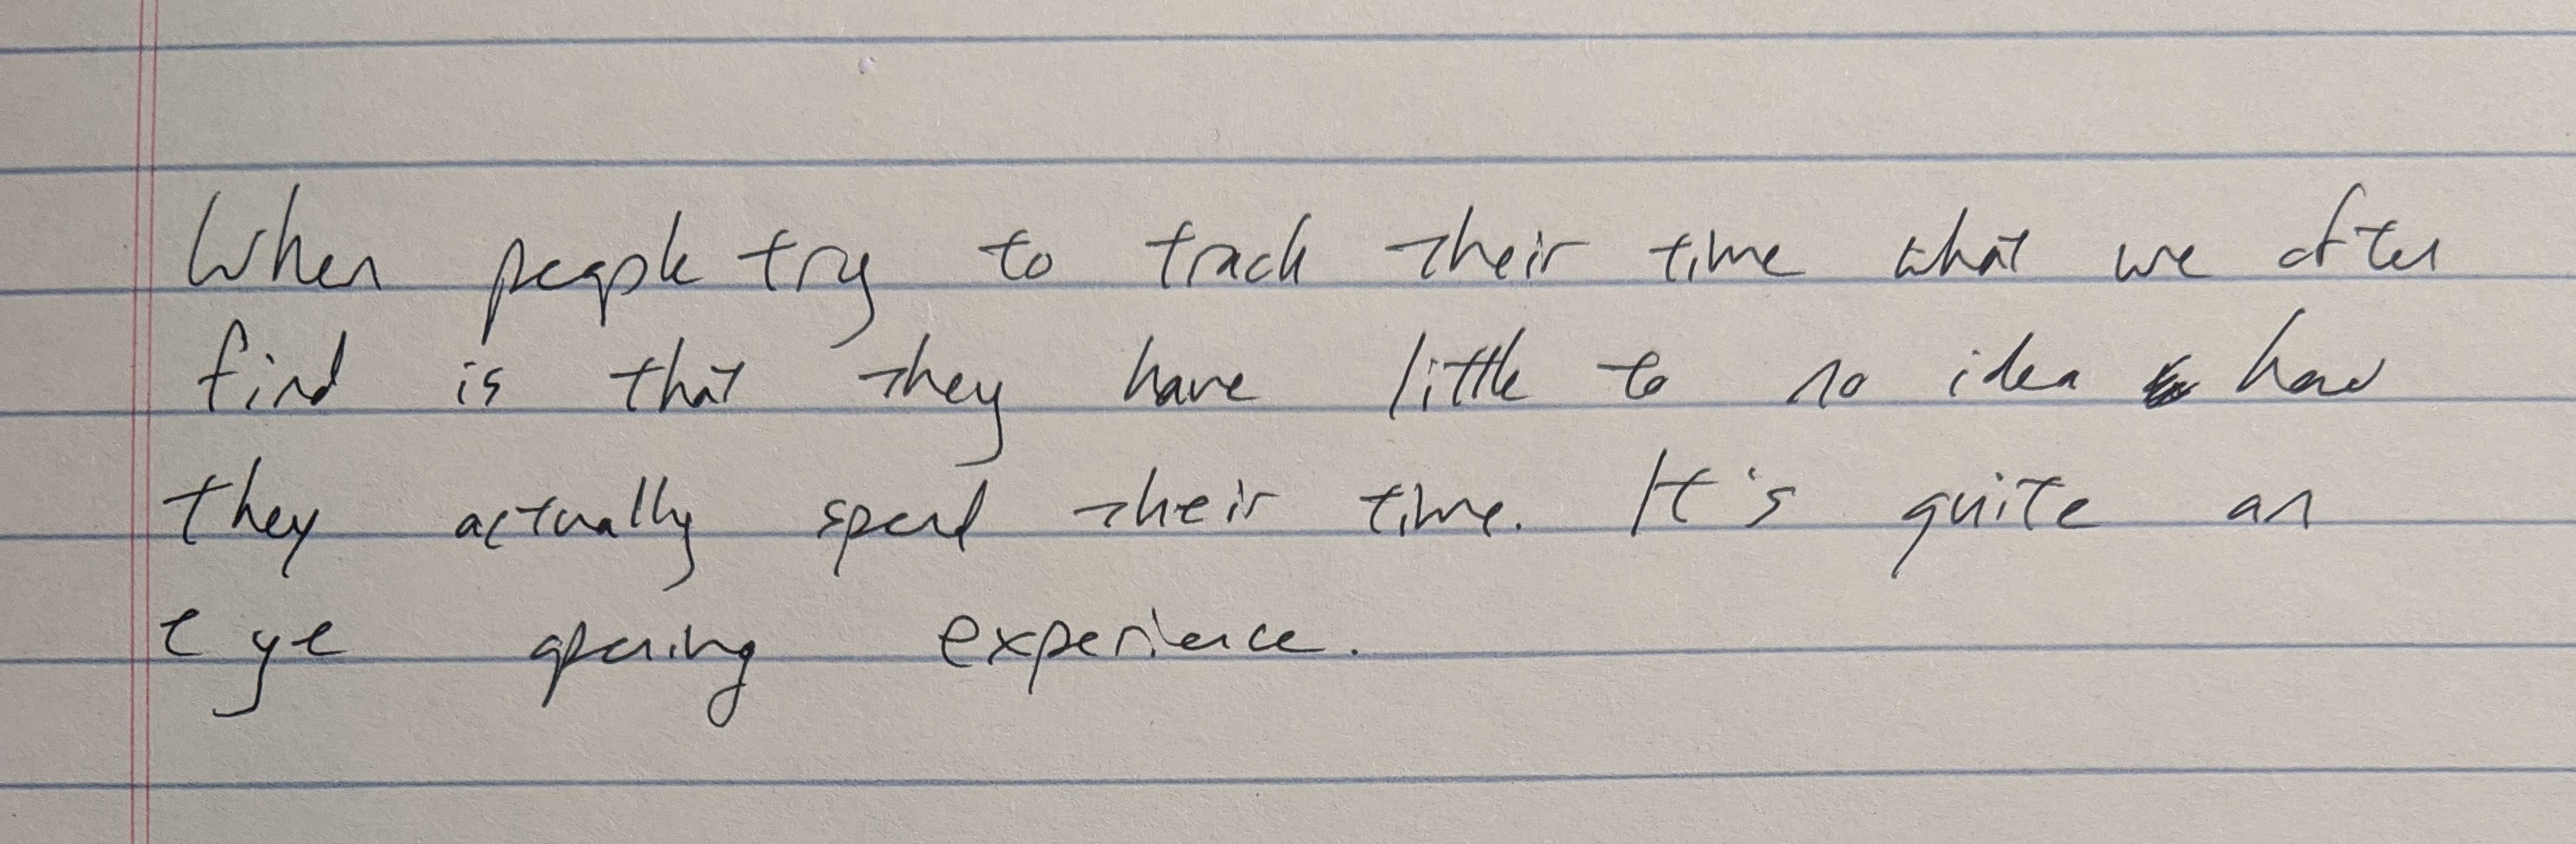 When people try to track their time what we often
find is that they have little to no idea how
they actually spend their time. It's quite an
eye opening experience.